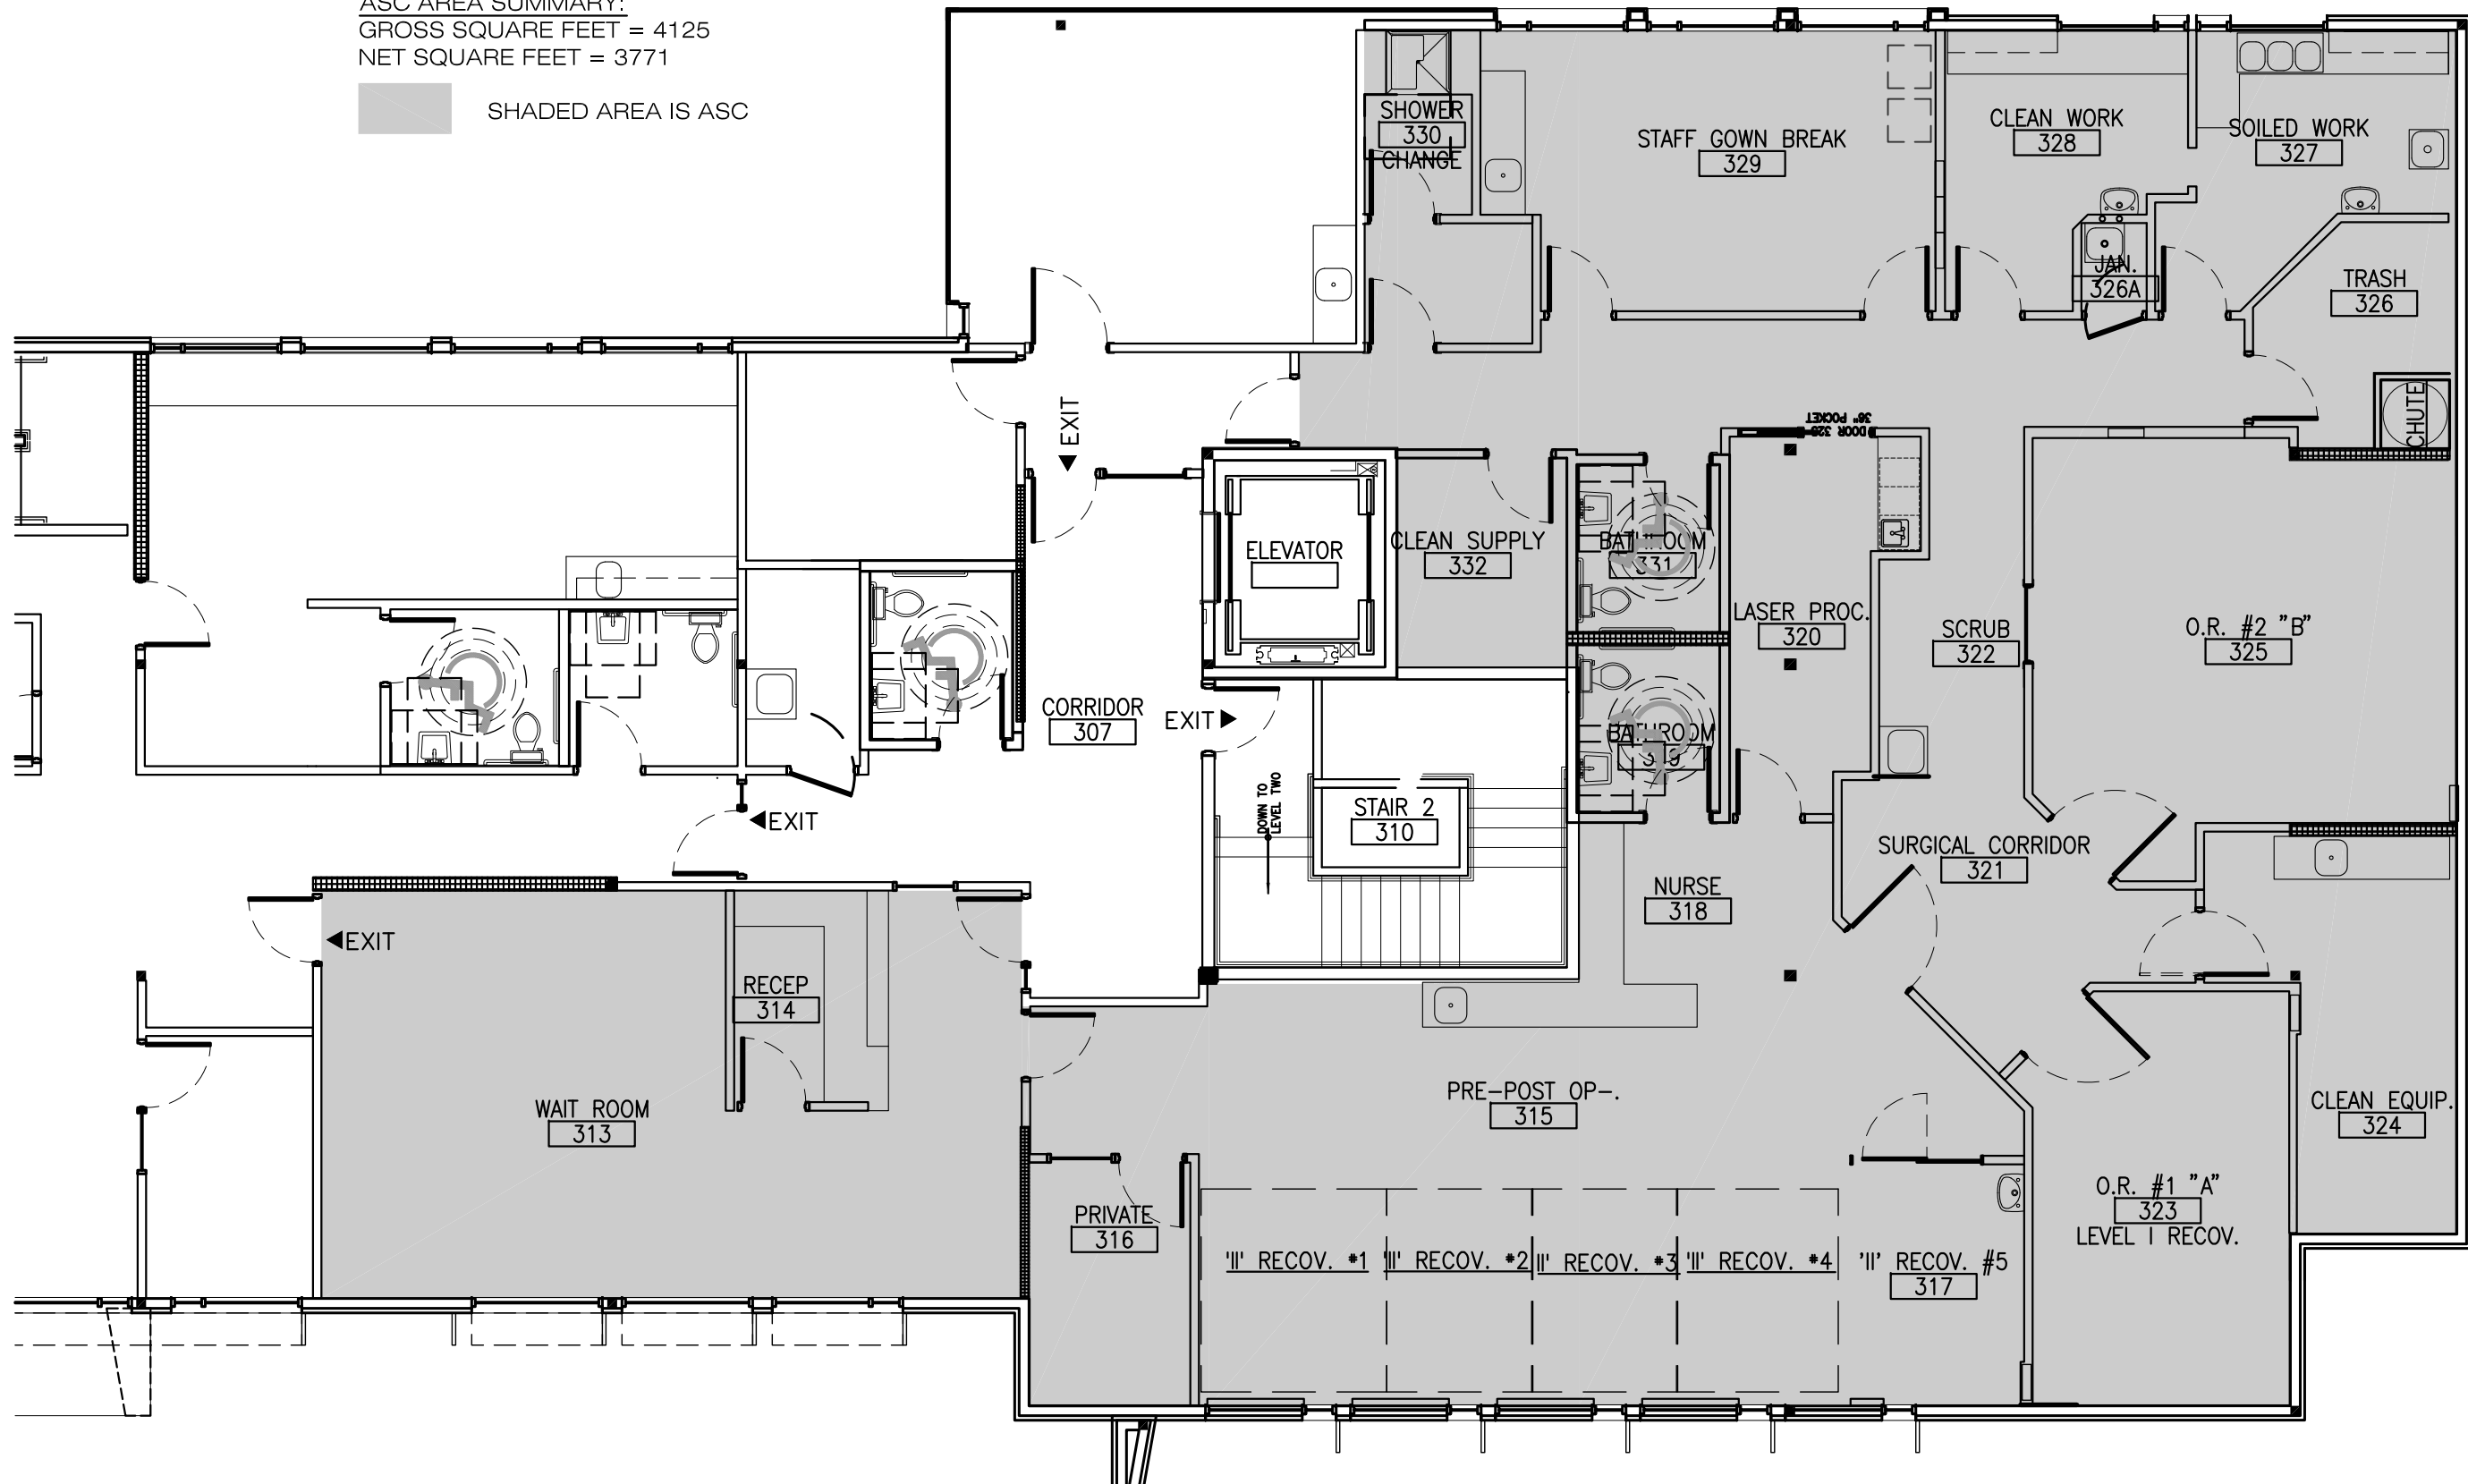 ASC AREA SUMMARY:
GROSS SQUARE FEET = 4125
NET SQUARE FEET = 3771
SHADED AREA IS ASC
SHOWER
330
CHANGE
STAFF GOWN BREAK
329
CLEAN WORK
328
SOILED WORK
327
JAN.
326A
TRASH
326
CHUTE
EXIT
DOOR 32B
36" POCKET
ELEVATOR
CLEAN SUPPLY
332
BATHROOM
331
LASER PROC.
320
SCRUB
322
O.R. #2 "B"
325
CORRIDOR
307
EXIT
BATHROOM
319
DOWN TO
LEVEL TWO
STAIR 2
310
EXIT
SURGICAL CORRIDOR
321
NURSE
318
EXIT
RECEP
314
WAIT ROOM
313
PRE-POST OP-.
315
CLEAN EQUIP.
324
PRIVATE
316
O.R. #1 "A"
323
LEVEL I RECOV.
'II' RECOV. #1
'II' RECOV. #2
II' RECOV. #3
'II' RECOV. #4
'II' RECOV. #5
317